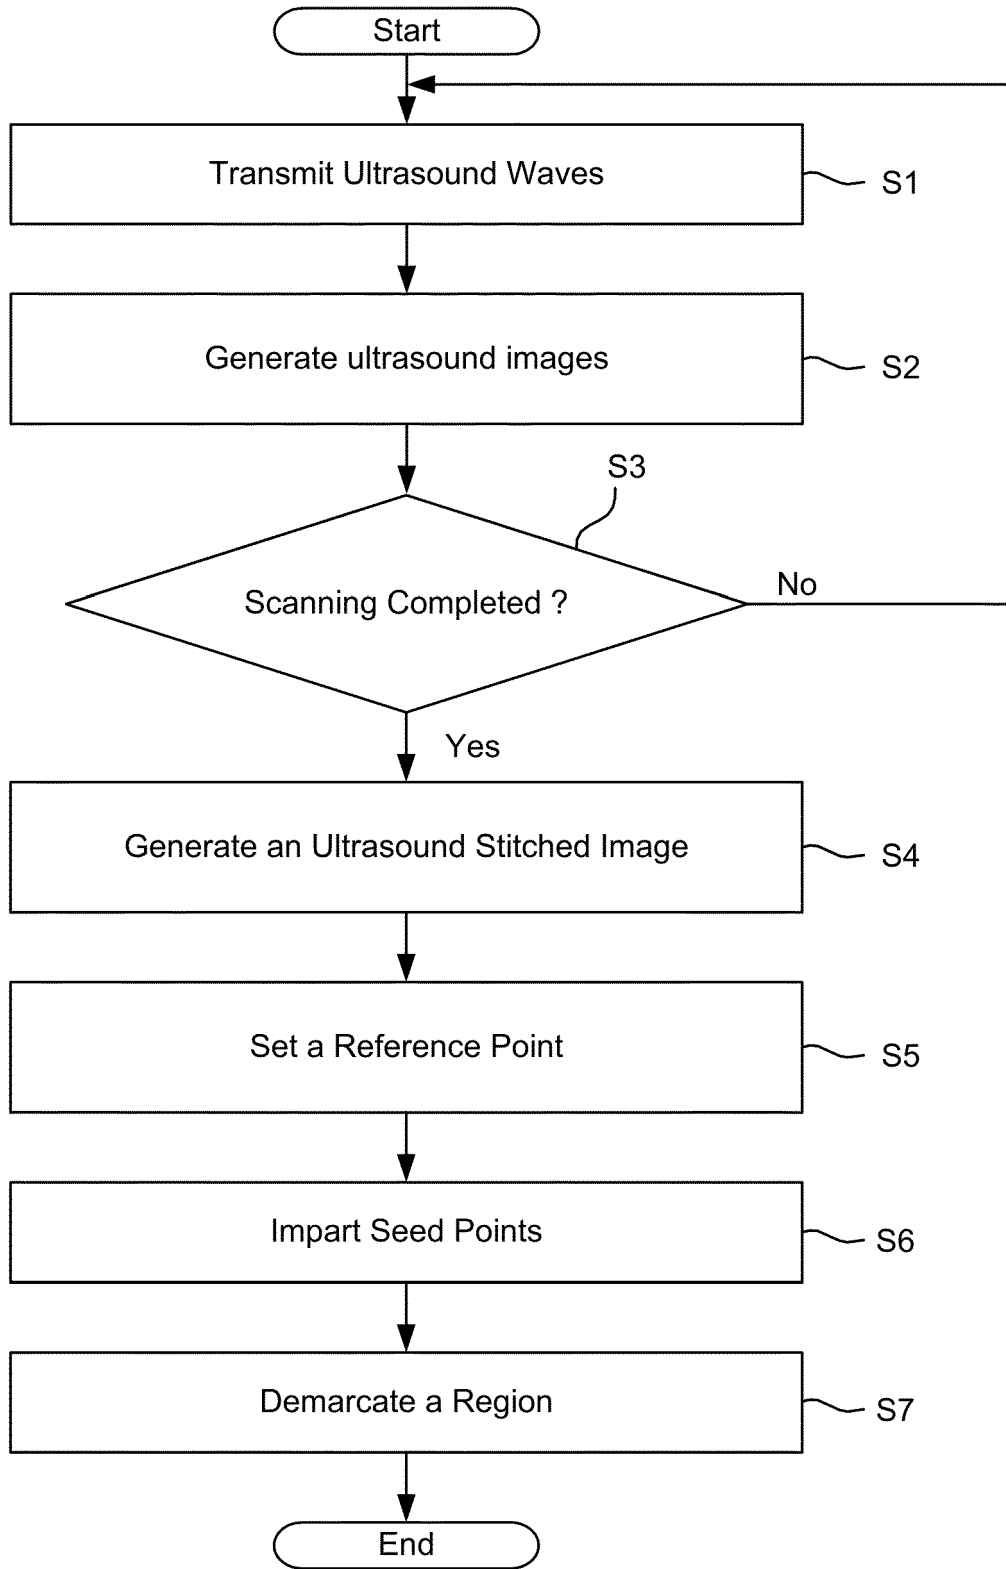 Start
Transmit Ultrasound Waves
S1
Generate ultrasound images
S2
S3
Scanning Completed ?
No
Yes
Generate an Ultrasound Stitched Image
S4
Set a Reference Point
S5
Impart Seed Points
S6
Demarcate a Region
S7
End